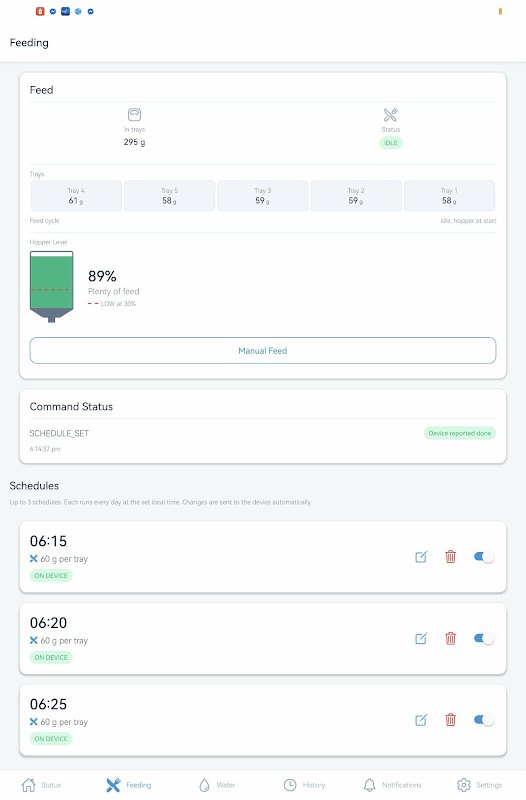 Feeding
Feed
In trays
295 g
Status
IDLE
Trays
Tray 4
61 g
Tray 5
58 g
Tray 3
59 g
Tray 2
59 g
Tray 1
58 g
Feed cycle
Idle, hopper at start
Hopper Level
89%
Plenty of feed
LOW at 30%
Manual Feed
Command Status
SCHEDULE_SET
Device reported done
6:14:37 pm
Schedules
Up to 3 schedules. Each runs every day at the set local time. Changes are sent to the device automatically.
06:15
60 g per tray
ON DEVICE
06:20
60 g per tray
ON DEVICE
06:25
60 g per tray
ON DEVICE
Status
Feeding
Water
History
Notifications
Settings